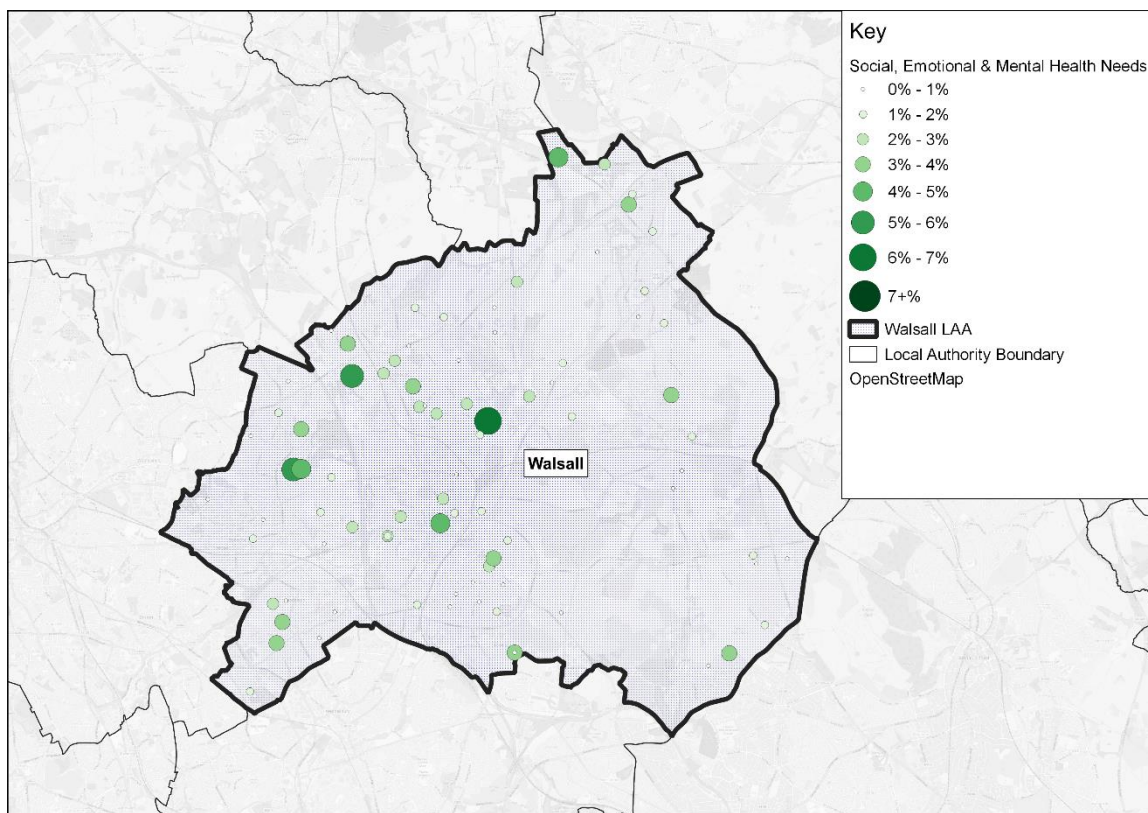 Key
Social, Emotional & Mental Health Needs
0% - 1%
1% - 2%
2% - 3%
3% - 4%
4% - 5%
5% - 6%
6% - 7%
7+%
Walsall LAA
Local Authority Boundary
OpenStreetMap
Walsall